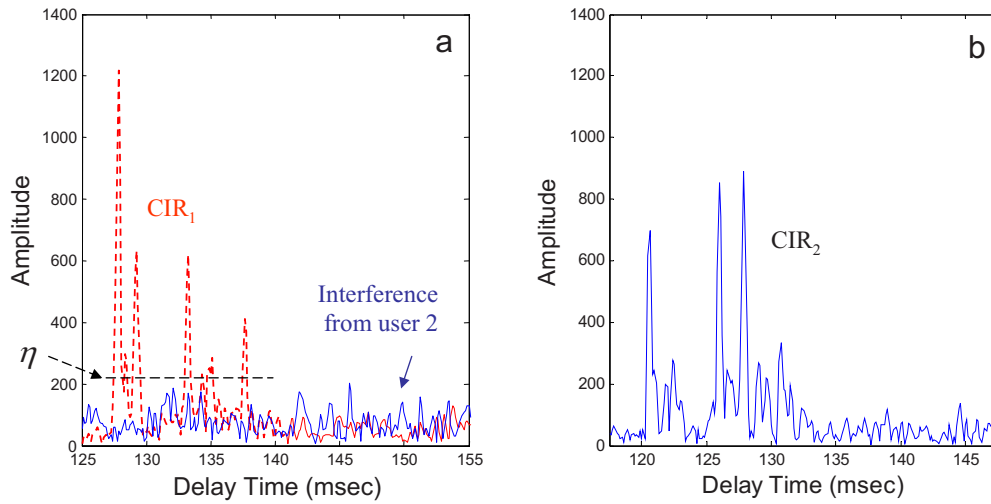 1400
1200
1000
800
600
400
200
0
125
130
135
140
145
150
155
Amplitude
Delay Time (msec)
a
CIR1
Interference
from user 2
η
1400
1200
1000
800
600
400
200
0
120
125
130
135
140
145
Amplitude
Delay Time (msec)
b
CIR2